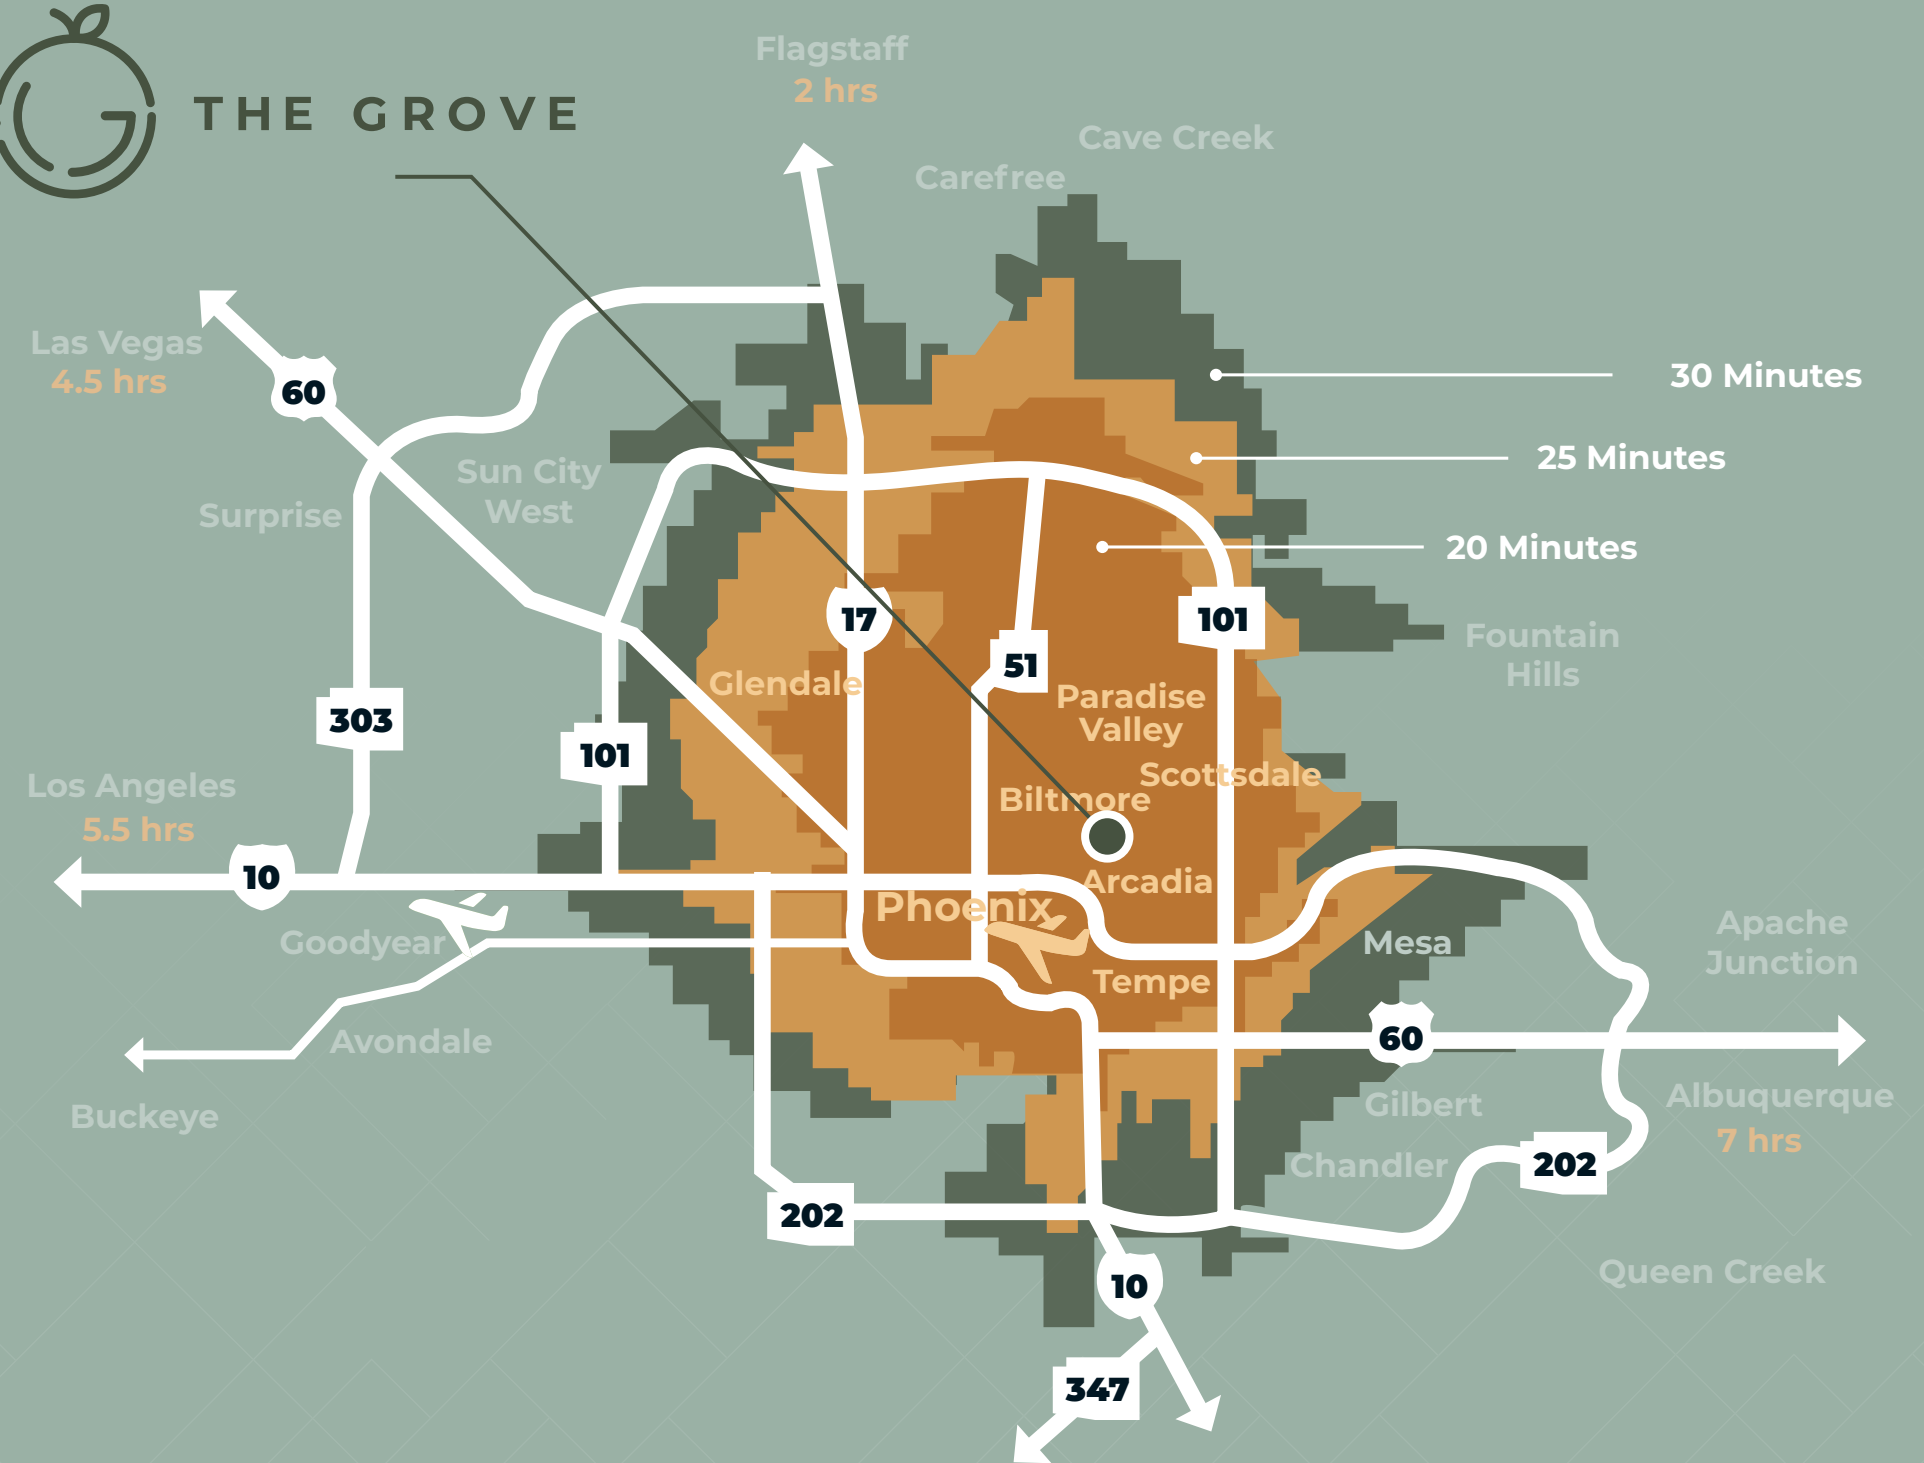 THE GROVE
Flagstaff
2 hrs
Cave Creek
Carefree
Las Vegas
4.5 hrs
60
30 Minutes
25 Minutes
Sun City
West
Surprise
20 Minutes
17
101
Fountain
Hills
51
Glendale
Paradise
Valley
303
101
Scottsdale
Los Angeles
5.5 hrs
Biltmore
10
Arcadia
Phoenix
Goodyear
Mesa
Apache
Junction
Tempe
Avondale
60
Buckeye
Gilbert
Albuquerque
7 hrs
Chandler
202
202
Queen Creek
10
347